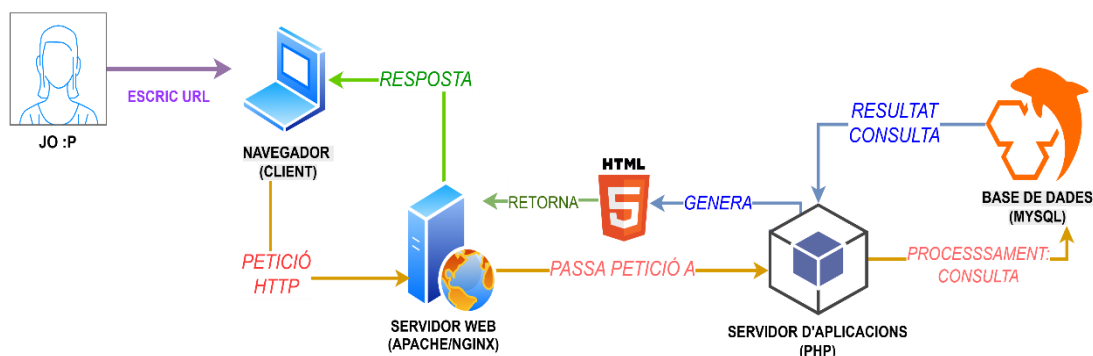 ESCRIC URL
JO :P
NAVEGADOR
(CLIENT)
RESPOSTA
PETICIÓ
HTTP
SERVIDOR WEB
(APACHE/NGINX)
PASSA PETICIÓ A
RETORNA
HTML
5
GENERA
SERVIDOR D'APLICACIONS
(PHP)
PROCESSSAMENT:
CONSULTA
RESULTAT
CONSULTA
BASE DE DADES
(MYSQL)